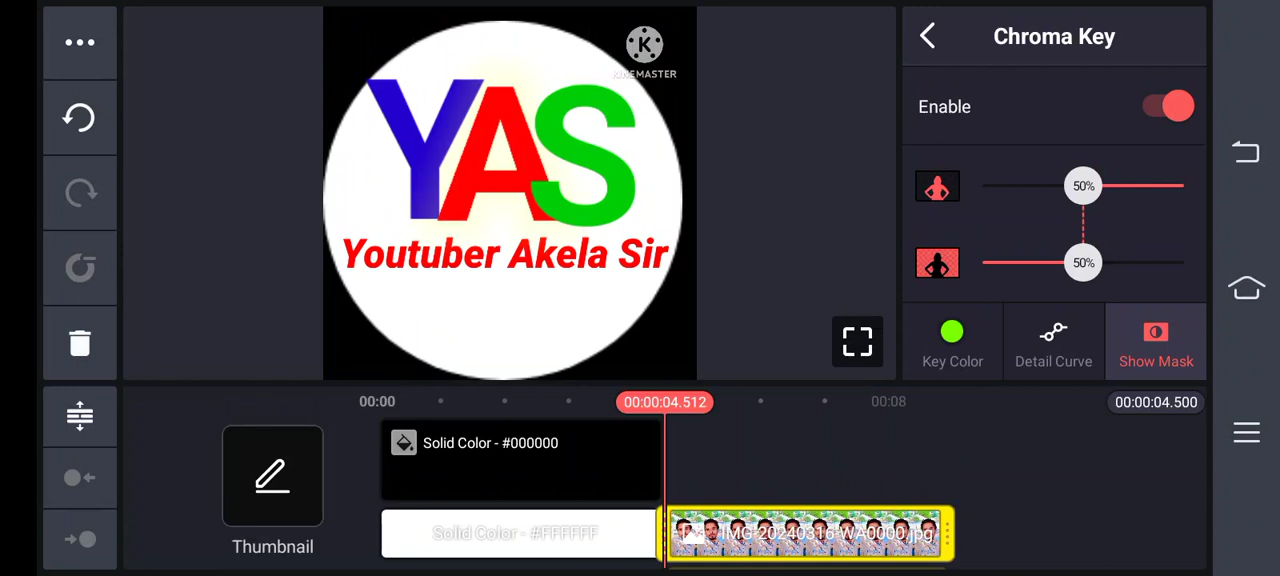 YAS
Youtuber Akela Sir
KINEMASTER
Chroma Key
Enable
50%
50%
Key Color
Detail Curve
Show Mask
00:00
00:00:04.512
00:08
00:00:04.500
Solid Color - #000000
Thumbnail
Solid Color - #FFFFFF
IMG-20240316-WA0000.jpg